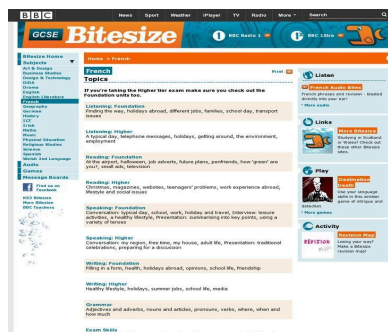 BBC News Sport Weather iPlayer TV Radio More Search
GCSE Bitesize BBC Radio 1 BBC 1Xtra
Bitesize Home
Subjects
Art & Design
Business Studies
Design & Technology
DiDA
Drama
English
English Literature
French
Geography
German
History
ICT
Irish
Maths
Music
Physical Education
Religious Studies
Science
Spanish
Welsh 2nd Language
Audio
Games
Message Boards
Find us on
Facebook
KS3 Bitesize
More Bitesize
BBC Teachers
Home > French
French
Print
Topics
If you're taking the Higher tier exam make sure you check out the
Foundation units too.
Listening: Foundation
Finding the way, holidays abroad, different jobs, families, school day, transport
issues
Listening: Higher
A typical day, telephone messages, holidays, getting around, the environment,
employment
Reading: Foundation
At the airport, halloween, job adverts, future plans, penfriends, how 'green' are
you?, small ads, television
Reading: Higher
Christmas, magazines, websites, teenagers' problems, work experience abroad,
lifestyle and social issues
Speaking: Foundation
Conversation: typical day, school, work, holiday and travel, Interview: leisure
activities, a healthy lifestyle, Presentation: summarising into key points, using a
variety of tenses
Speaking: Higher
Conversation: my region, free time, my house, adult life, Presentation: traditional
celebrations, preparing for a discussion
Writing: Foundation
Filling in a form, health, holidays abroad, opinions, school life, friendship
Writing: Higher
Healthy lifestyle, holidays, summer jobs, school life, media
Grammar
Adjectives and adverbs, nouns and articles, pronouns, verbs, where, when and
how much
Exam Skills
Listen
French Audio Bites
French phrases and revision - blasted
directly into your ear!
More audio
Links
More Bitesize
Studying in Scotland
or Wales? Check out
these other Bitesize
sites.
Play
Destination
Death
Use your language
skills in this sinister
game of intrigue and
detection.
More games
Activity
REVISION
Revision Map
Losing your way?
Make a Bitesize
revision map!